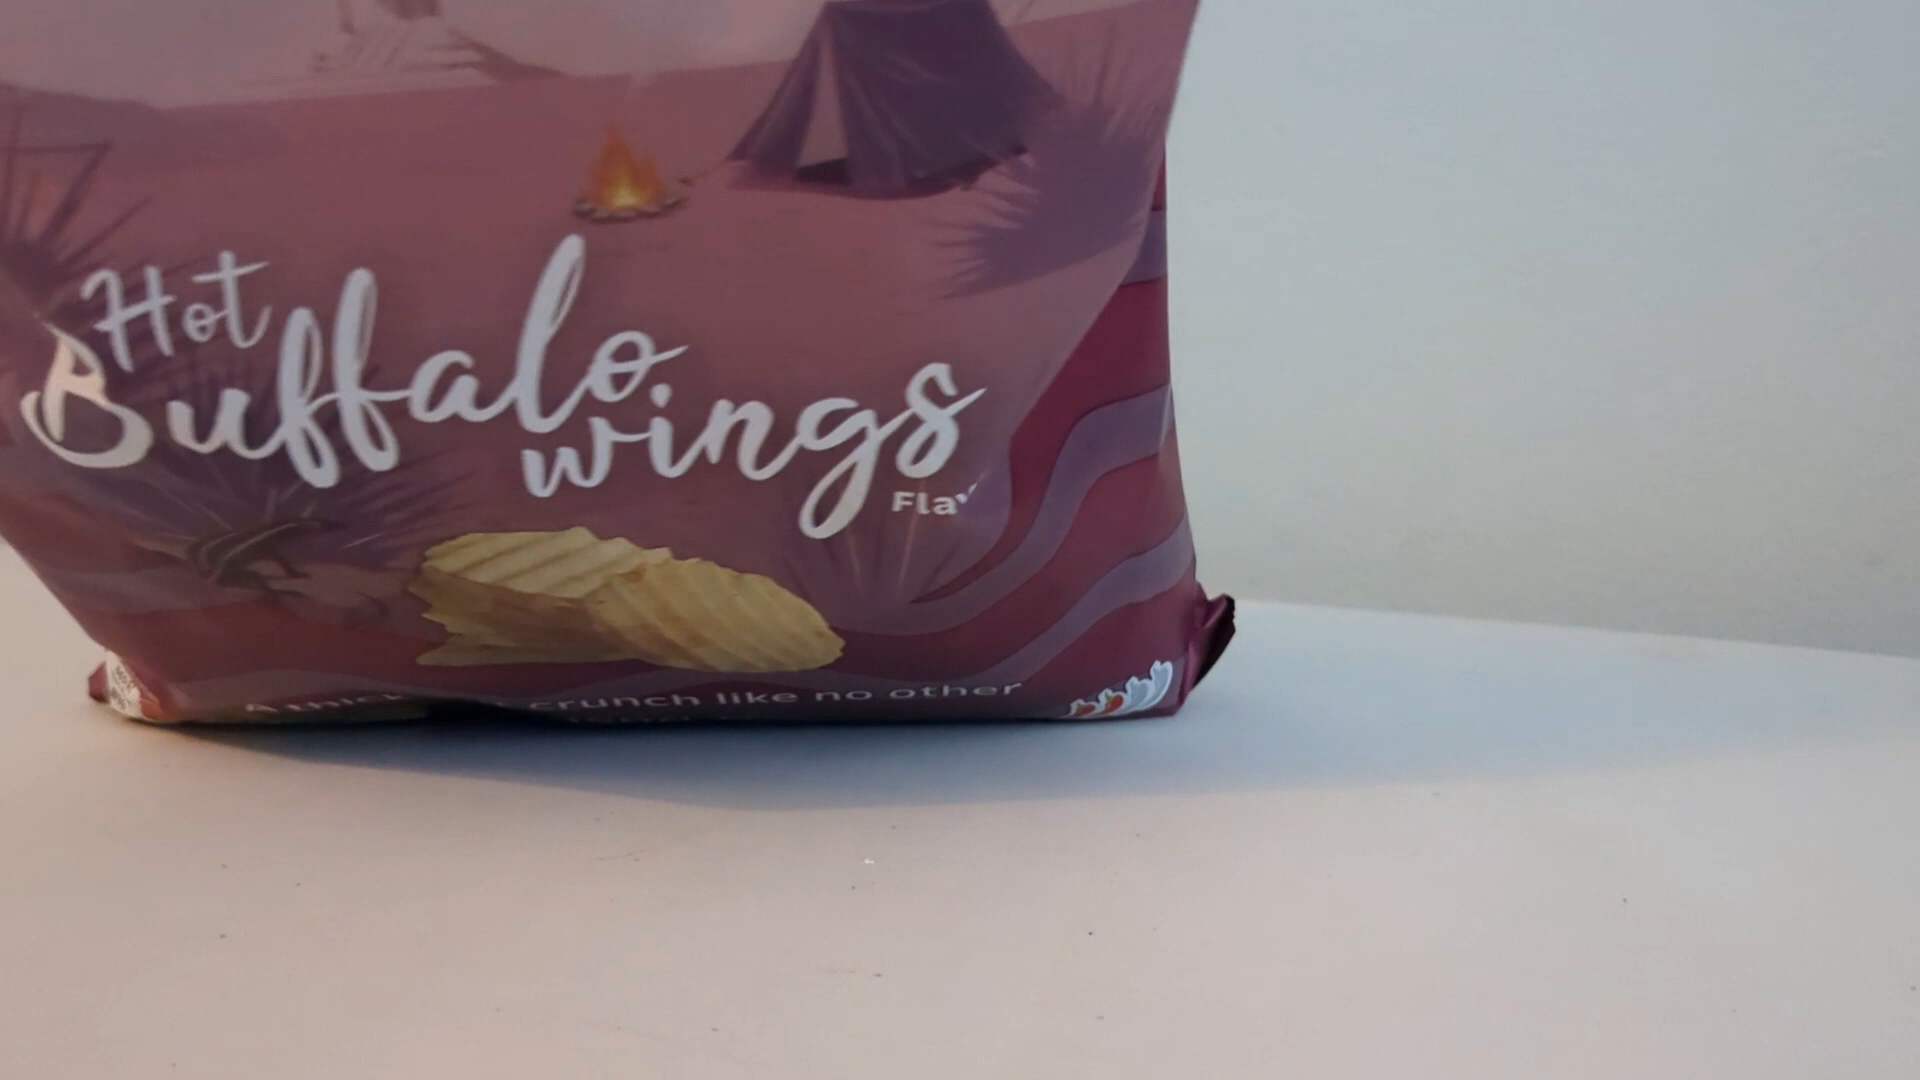 Hot
Buffalo
wings
Fla
crunch like no other